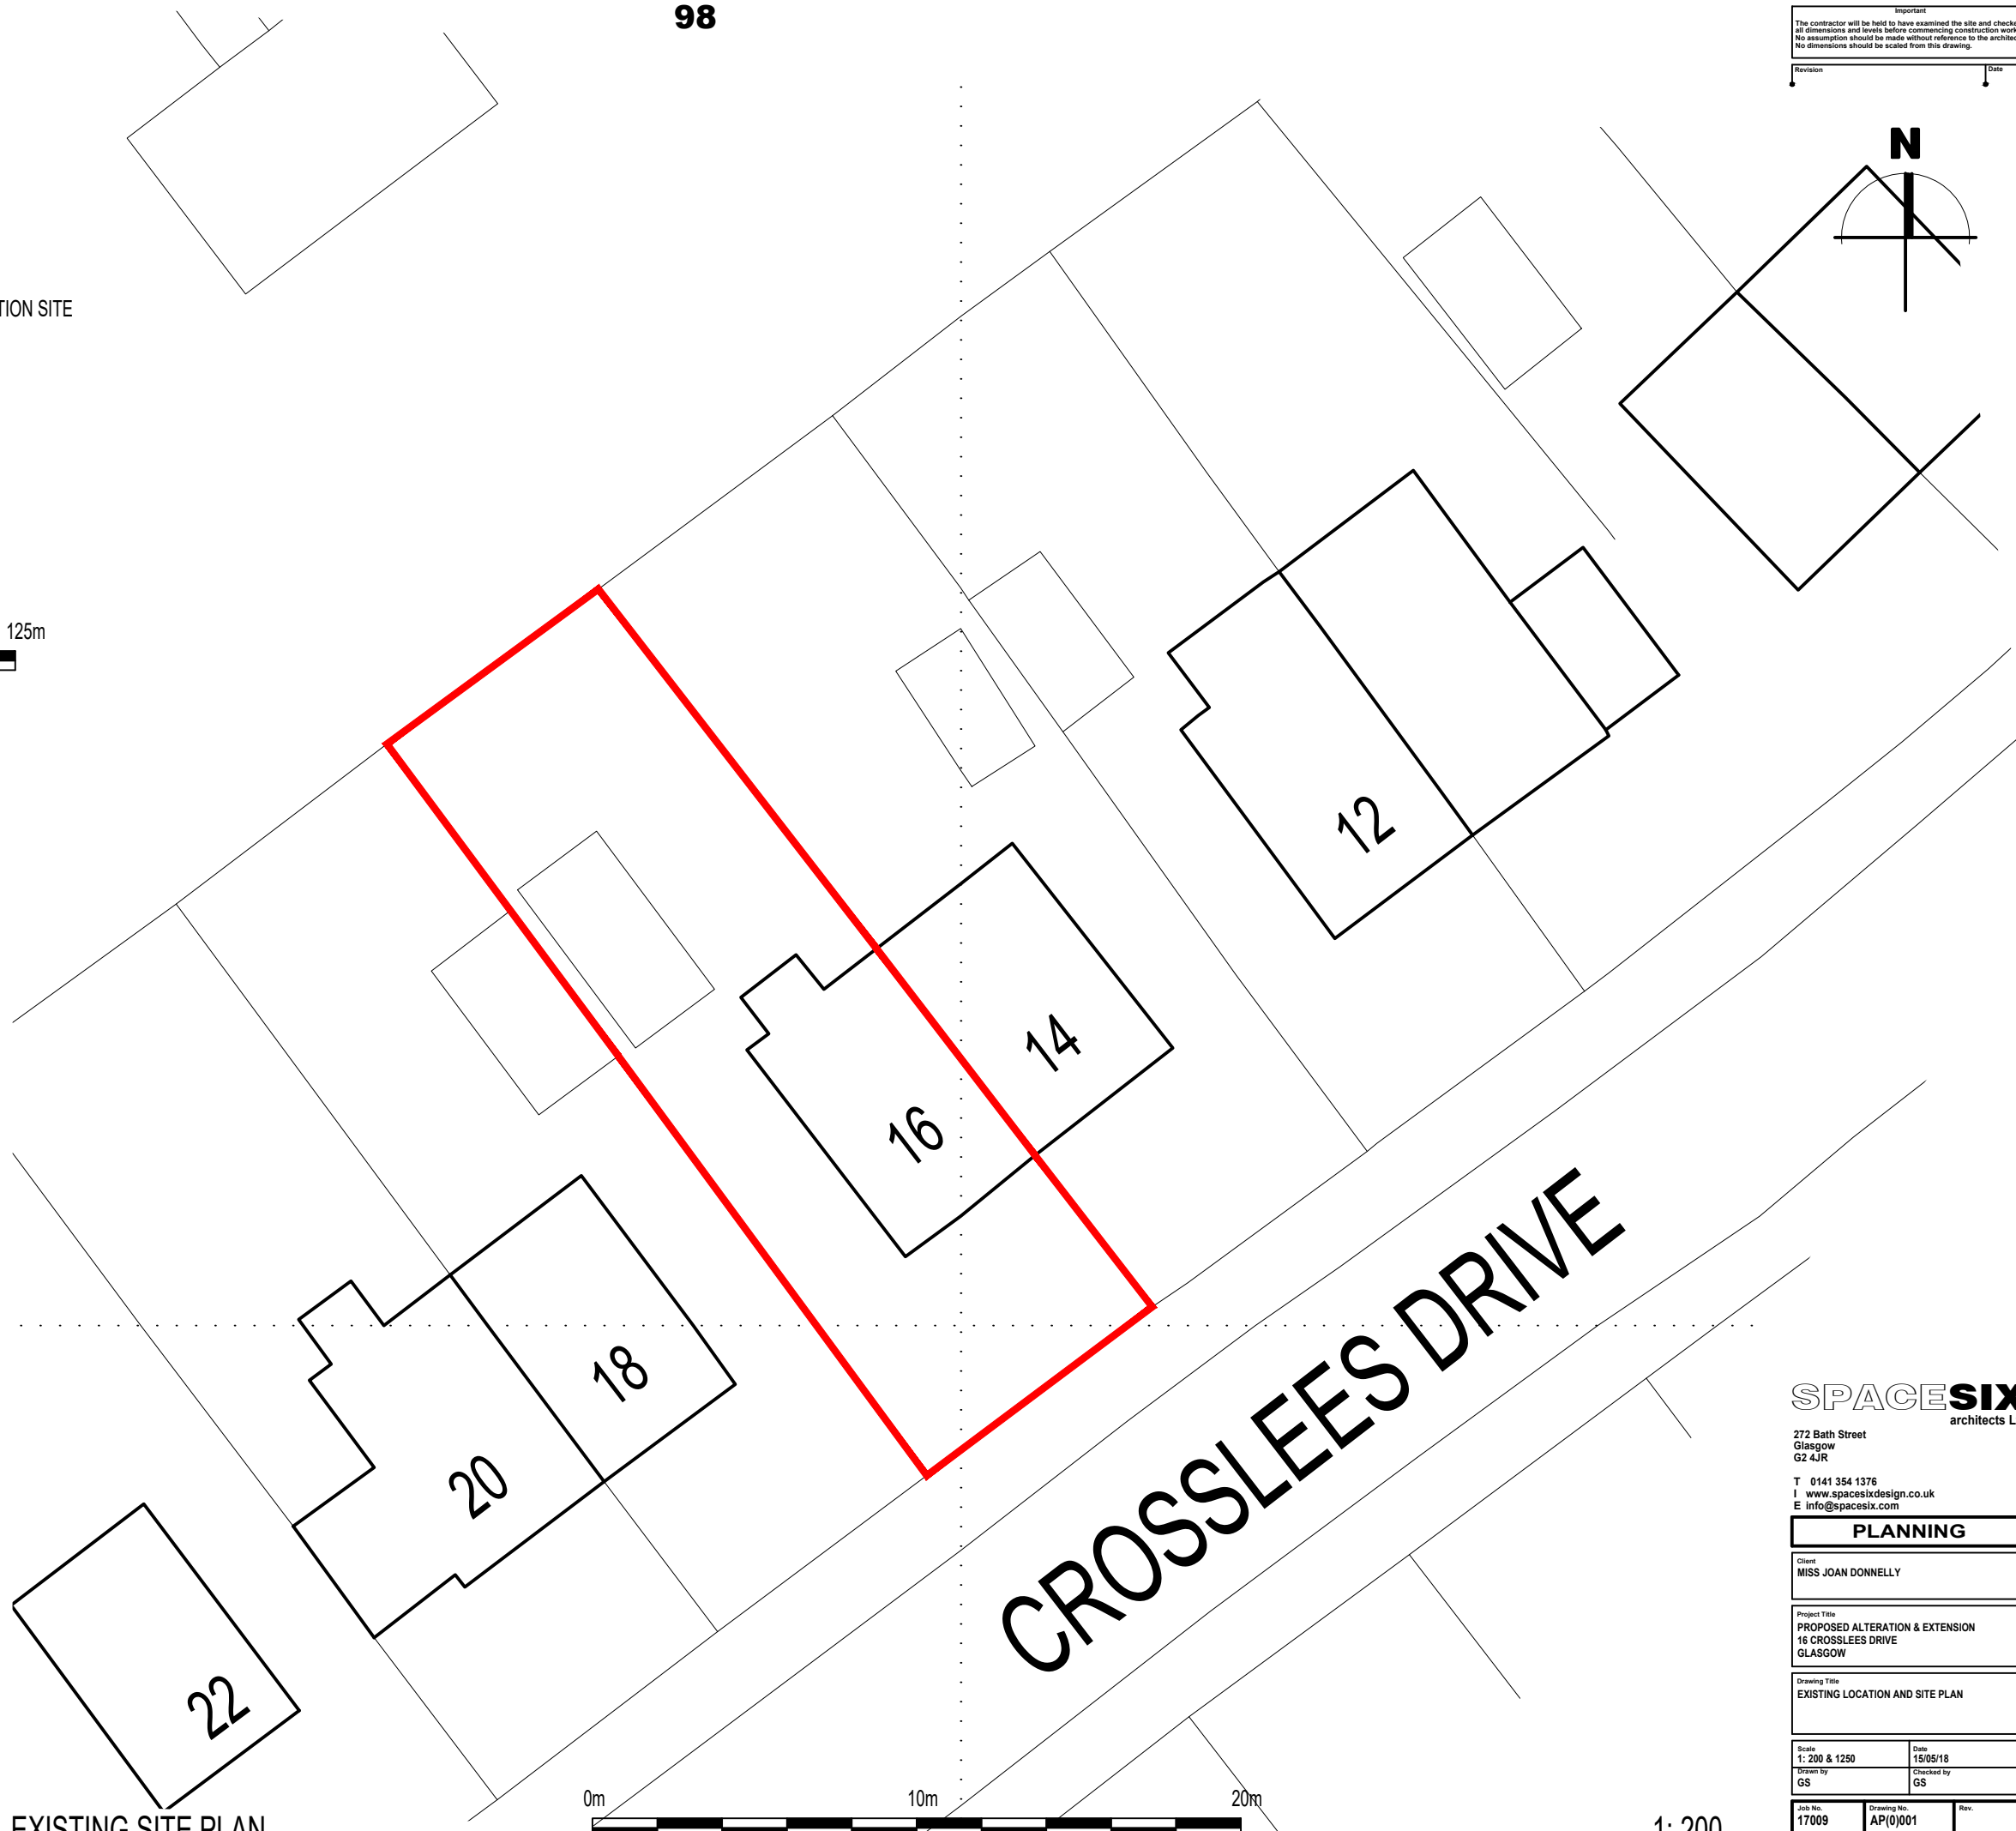 98
Important
The contractor will be held to have examined the site and
all dimensions and levels before commencing construction
No assumption should be made without reference to the
No dimensions should be scaled from this drawing.
Revision
Date
N
SITE
125m
12
14
16
18
20
22
CROSSLEES DRIVE
SPACESIX
architects
272 Bath Street
Glasgow
G2 4JR
T 0141 354 1376
I www.spacesixdesign.co.uk
E info@spacesix.com
PLANNING
Client
MISS JOAN DONNELLY
Project Title
PROPOSED ALTERATION & EXTENSION
16 CROSSLEES DRIVE
GLASGOW
Drawing Title
EXISTING LOCATION AND SITE PLAN
Scale
1: 200 & 1250
Date
15/05/18
Drawn by
GS
Checked by
GS
Job No.
17009
Drawing No.
AP(0)001
Rev.
0m
10m
20m
EXISTING SITE PLAN
1: 200